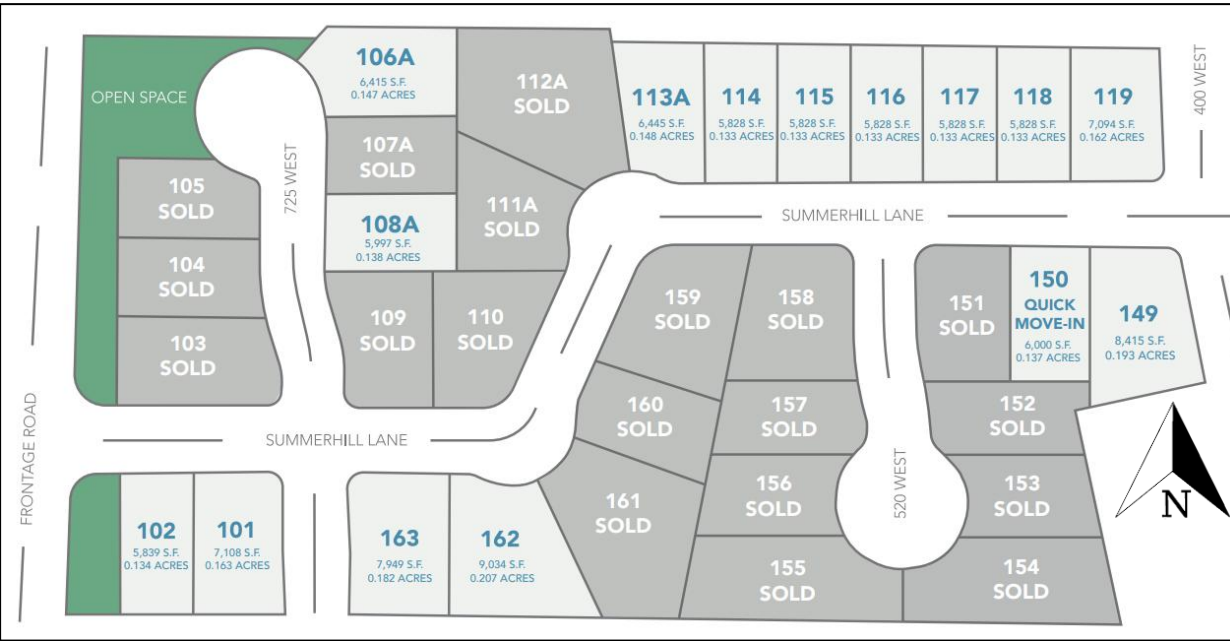 OPEN SPACE
106A
6,415 S.F.
0.147 ACRES
112A
SOLD
113A
6,445 S.F.
0.148 ACRES
114
5,828 S.F.
0.133 ACRES
115
5,828 S.F.
0.133 ACRES
116
5,828 S.F.
0.133 ACRES
117
5,828 S.F.
0.133 ACRES
118
5,828 S.F.
0.133 ACRES
119
7,094 S.F.
0.162 ACRES
400 WEST
107A
SOLD
105
SOLD
725 WEST
108A
5,997 S.F.
0.138 ACRES
111A
SOLD
SUMMERHILL LANE
104
SOLD
103
SOLD
109
SOLD
110
SOLD
159
SOLD
158
SOLD
151
SOLD
150
QUICK
MOVE-IN
6,000 S.F.
0.137 ACRES
149
8,415 S.F.
0.193 ACRES
160
SOLD
157
SOLD
152
SOLD
FRONTAGE ROAD
SUMMERHILL LANE
161
SOLD
156
SOLD
520 WEST
153
SOLD
N
102
5,839 S.F.
0.134 ACRES
101
7,108 S.F.
0.163 ACRES
163
7,949 S.F.
0.182 ACRES
162
9,034 S.F.
0.207 ACRES
155
SOLD
154
SOLD